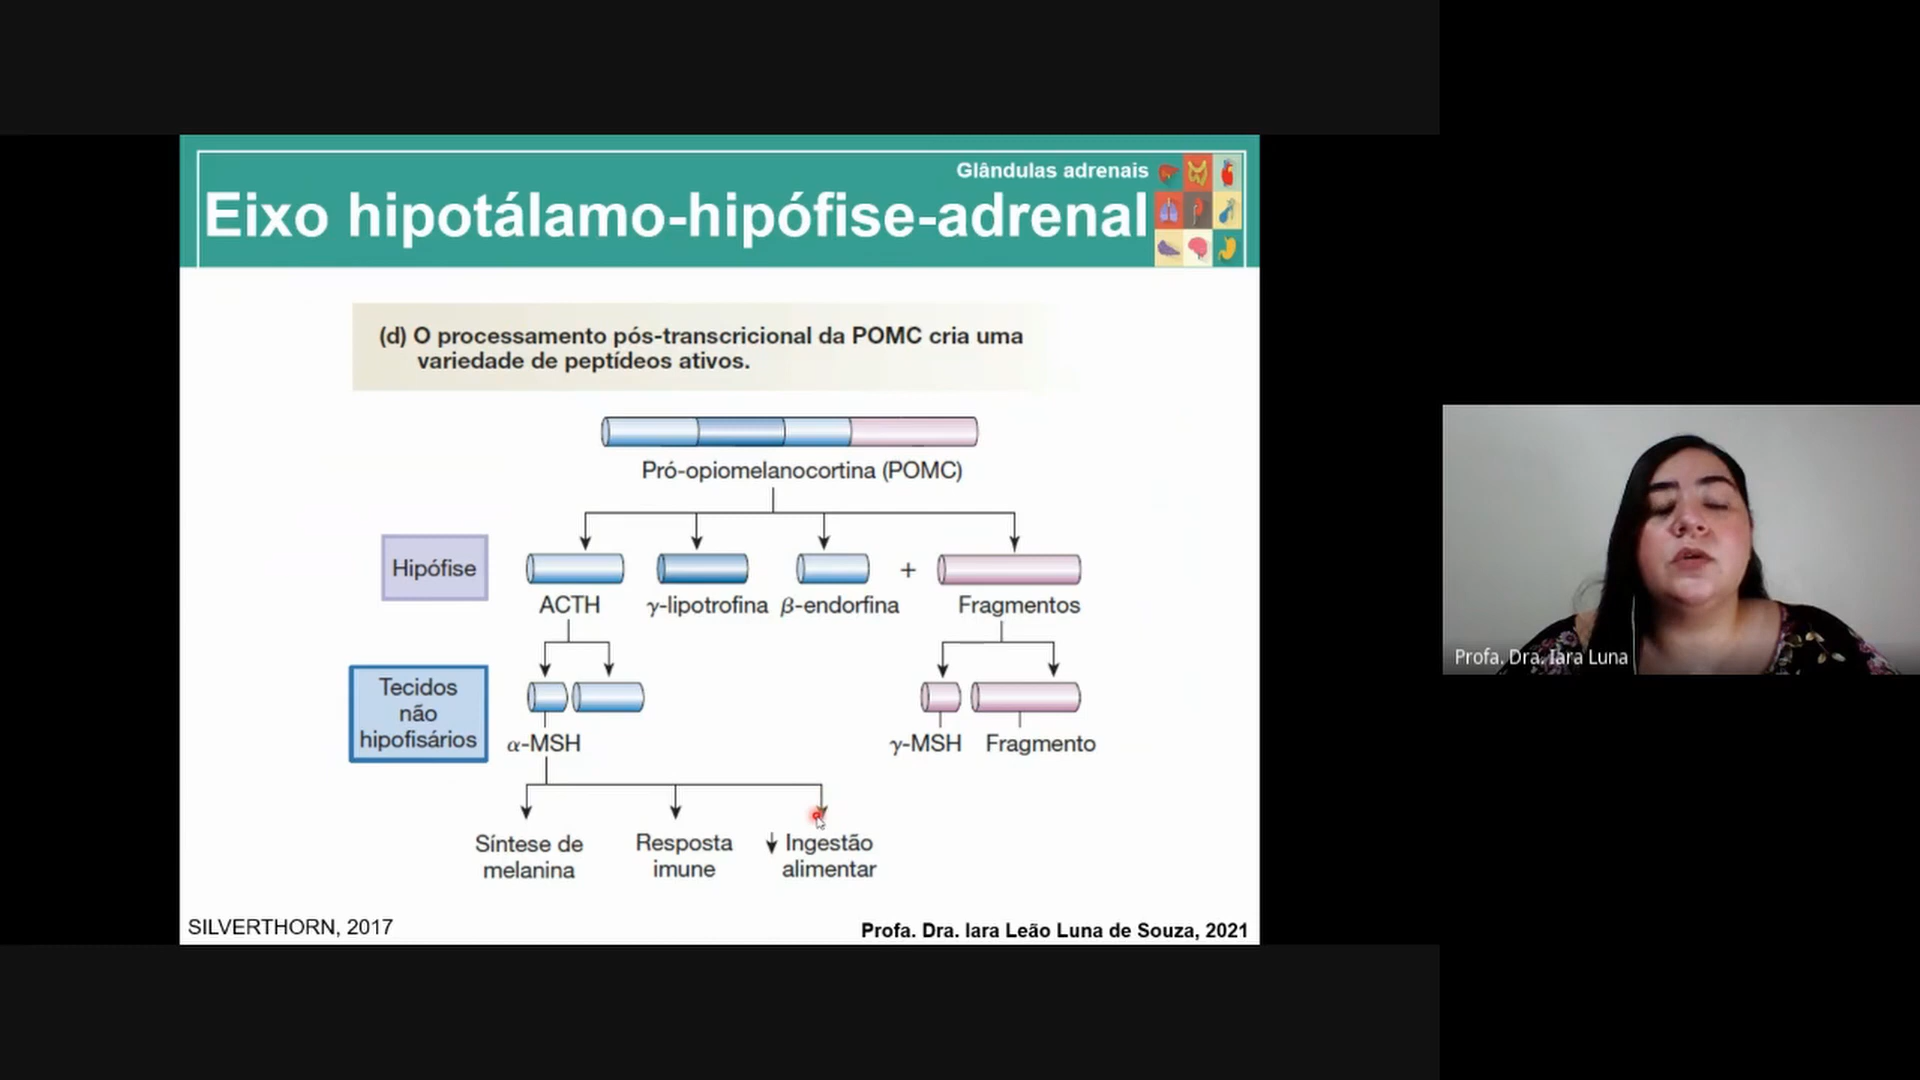 Glândulas adrenais
Eixo hipotálamo-hipófise-adrenal
(d) O processamento pós-transcricional da POMC cria uma
variedade de peptídeos ativos.
Pró-opiomelanocortina (POMC)
Hipófise
+
ACTH
γ-lipotrofina
β-endorfina
Fragmentos
Tecidos
não
hipofisários
α-MSH
γ-MSH
Fragmento
Síntese de
melanina
Resposta
imune
↓ Ingestão
alimentar
SILVERTHORN, 2017
Profa. Dra. Iara Leão Luna de Souza, 2021
Profa. Dra. Iara Luna